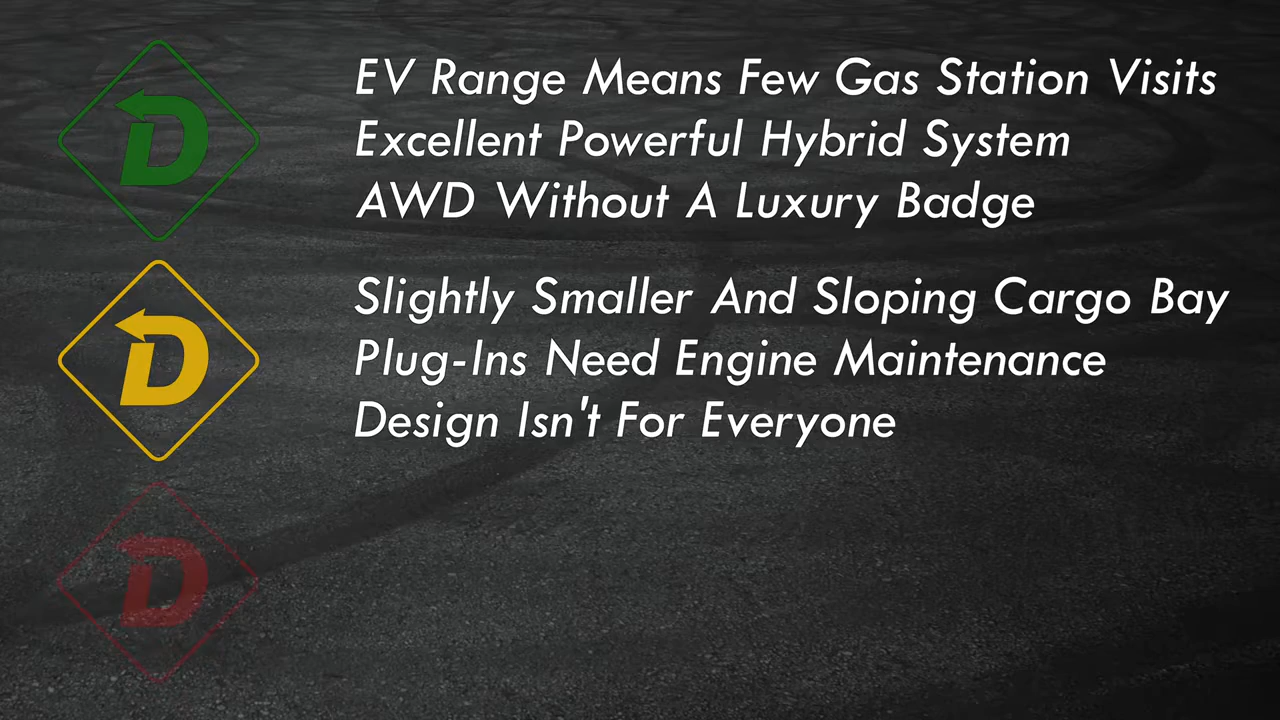 D
EV Range Means Few Gas Station Visits
Excellent Powerful Hybrid System
AWD Without A Luxury Badge
D
Slightly Smaller And Sloping Cargo Bay
Plug-Ins Need Engine Maintenance
Design Isn't For Everyone
D